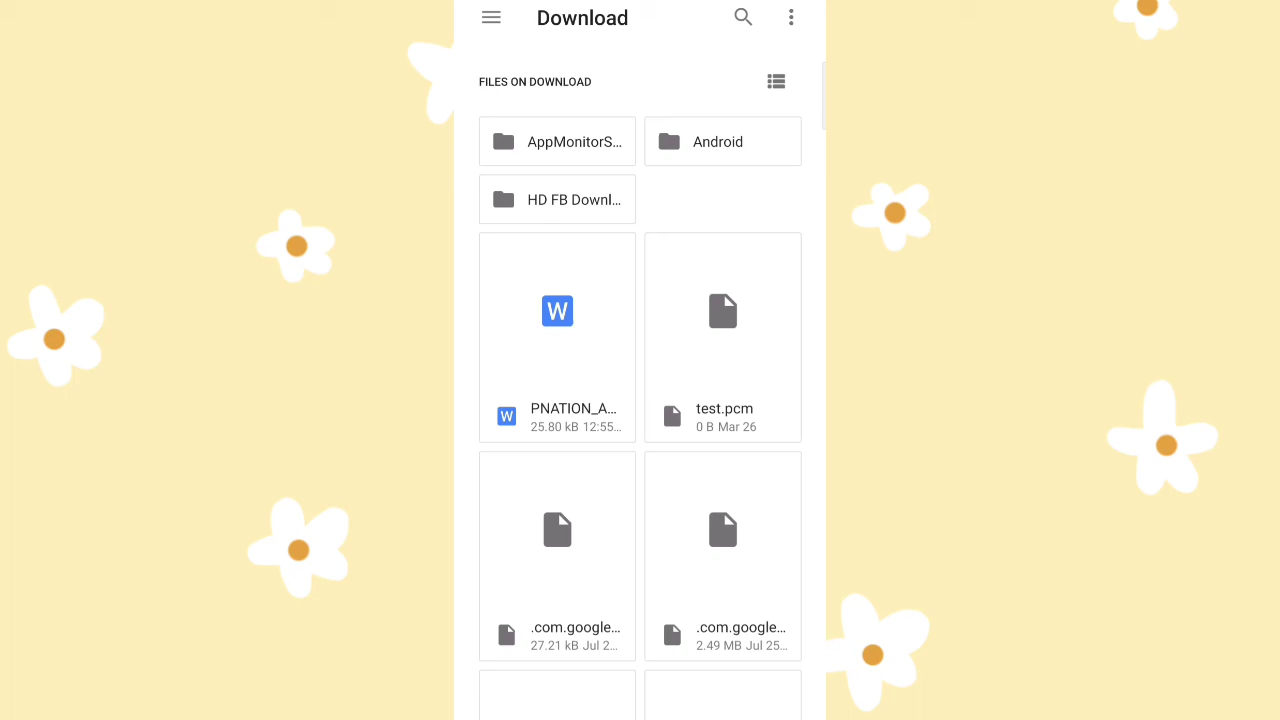 Download
FILES ON DOWNLOAD
AppMonitorS...
Android
HD FB Downl...
W
W
PNATION_A...
25.80 kB 12:55...
test.pcm
0 B Mar 26
.com.google...
27.21 kB Jul 2...
.com.google...
2.49 MB Jul 25...